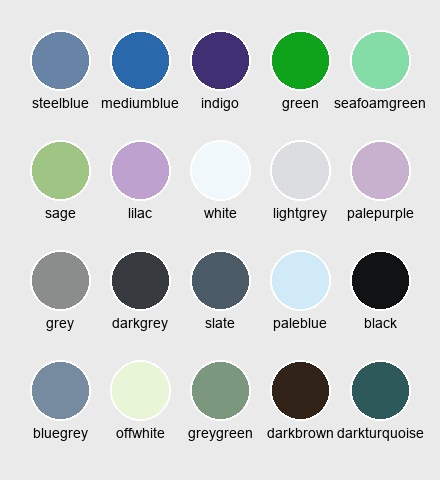 steelblue mediumblue indigo green seafoamgreen
sage lilac white lightgrey palepurple
grey darkgrey slate paleblue black
bluegrey offwhite greygreen darkbrown darkturquoise